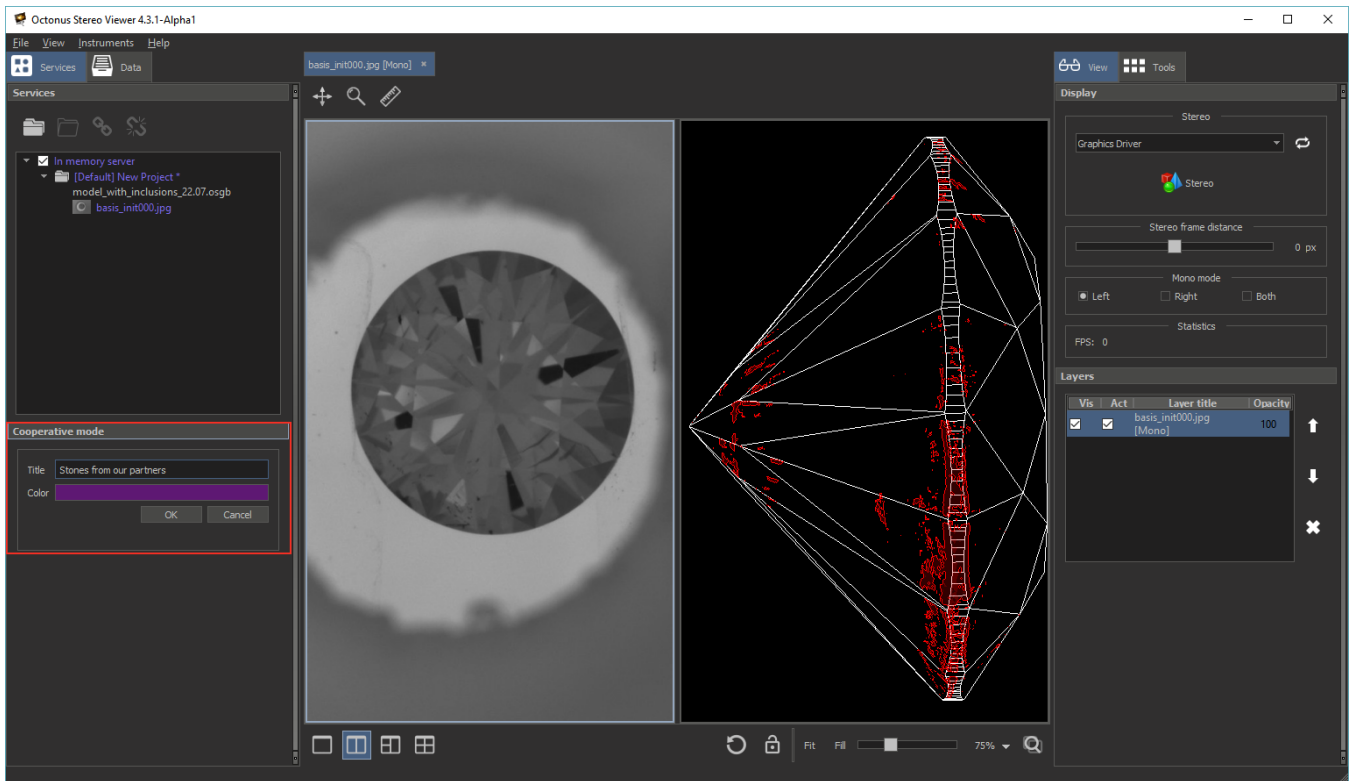 Octonus Stereo Viewer 4.3.1-Alpha1
File View Instruments Help
Services Data
Services
In memory server
[Default] New Project *
model_with_inclusions_22.07.osgb
basis_init000.jpg
Cooperative mode
Title Stones from our partners
Color
OK Cancel
basis_init000.jpg [Mono] ×
Fit Fill 75%
View Tools
Display
Stereo
Graphics Driver
Stereo
Stereo frame distance
0 px
Mono mode
Left Right Both
Statistics
FPS: 0
Layers
Vis Act Layer title Opacity
basis_init000.jpg
[Mono] 100